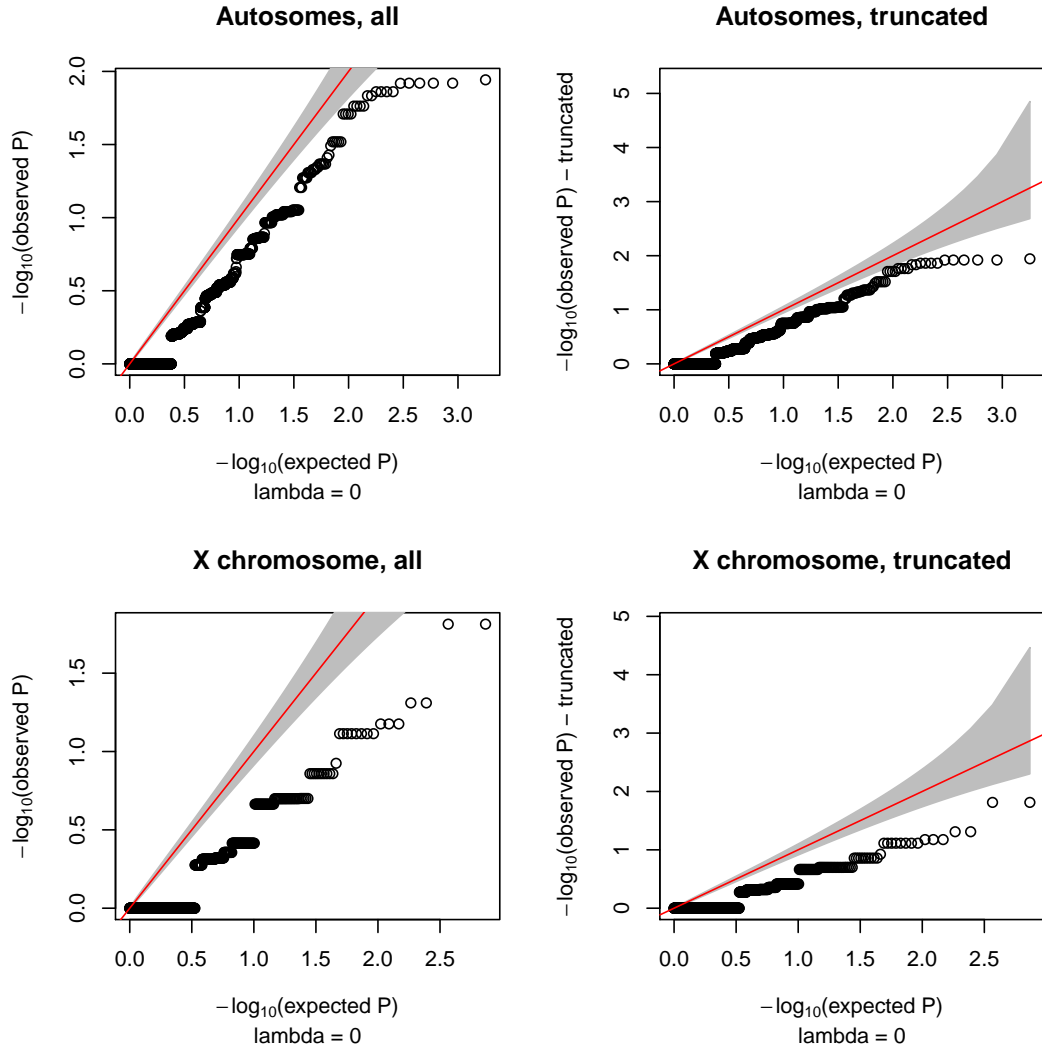 Autosomes, all
−log₁₀(observed P)
0.0 0.5 1.0 1.5 2.0
0.0 0.5 1.0 1.5 2.0 2.5 3.0
−log₁₀(expected P)
lambda = 0
Autosomes, truncated
−log₁₀(observed P) − truncated
0 1 2 3 4 5
0.0 0.5 1.0 1.5 2.0 2.5 3.0
−log₁₀(expected P)
lambda = 0
X chromosome, all
−log₁₀(observed P)
0.0 0.5 1.0 1.5
0.0 0.5 1.0 1.5 2.0 2.5
−log₁₀(expected P)
lambda = 0
X chromosome, truncated
−log₁₀(observed P) − truncated
0 1 2 3 4 5
0.0 0.5 1.0 1.5 2.0 2.5
−log₁₀(expected P)
lambda = 0